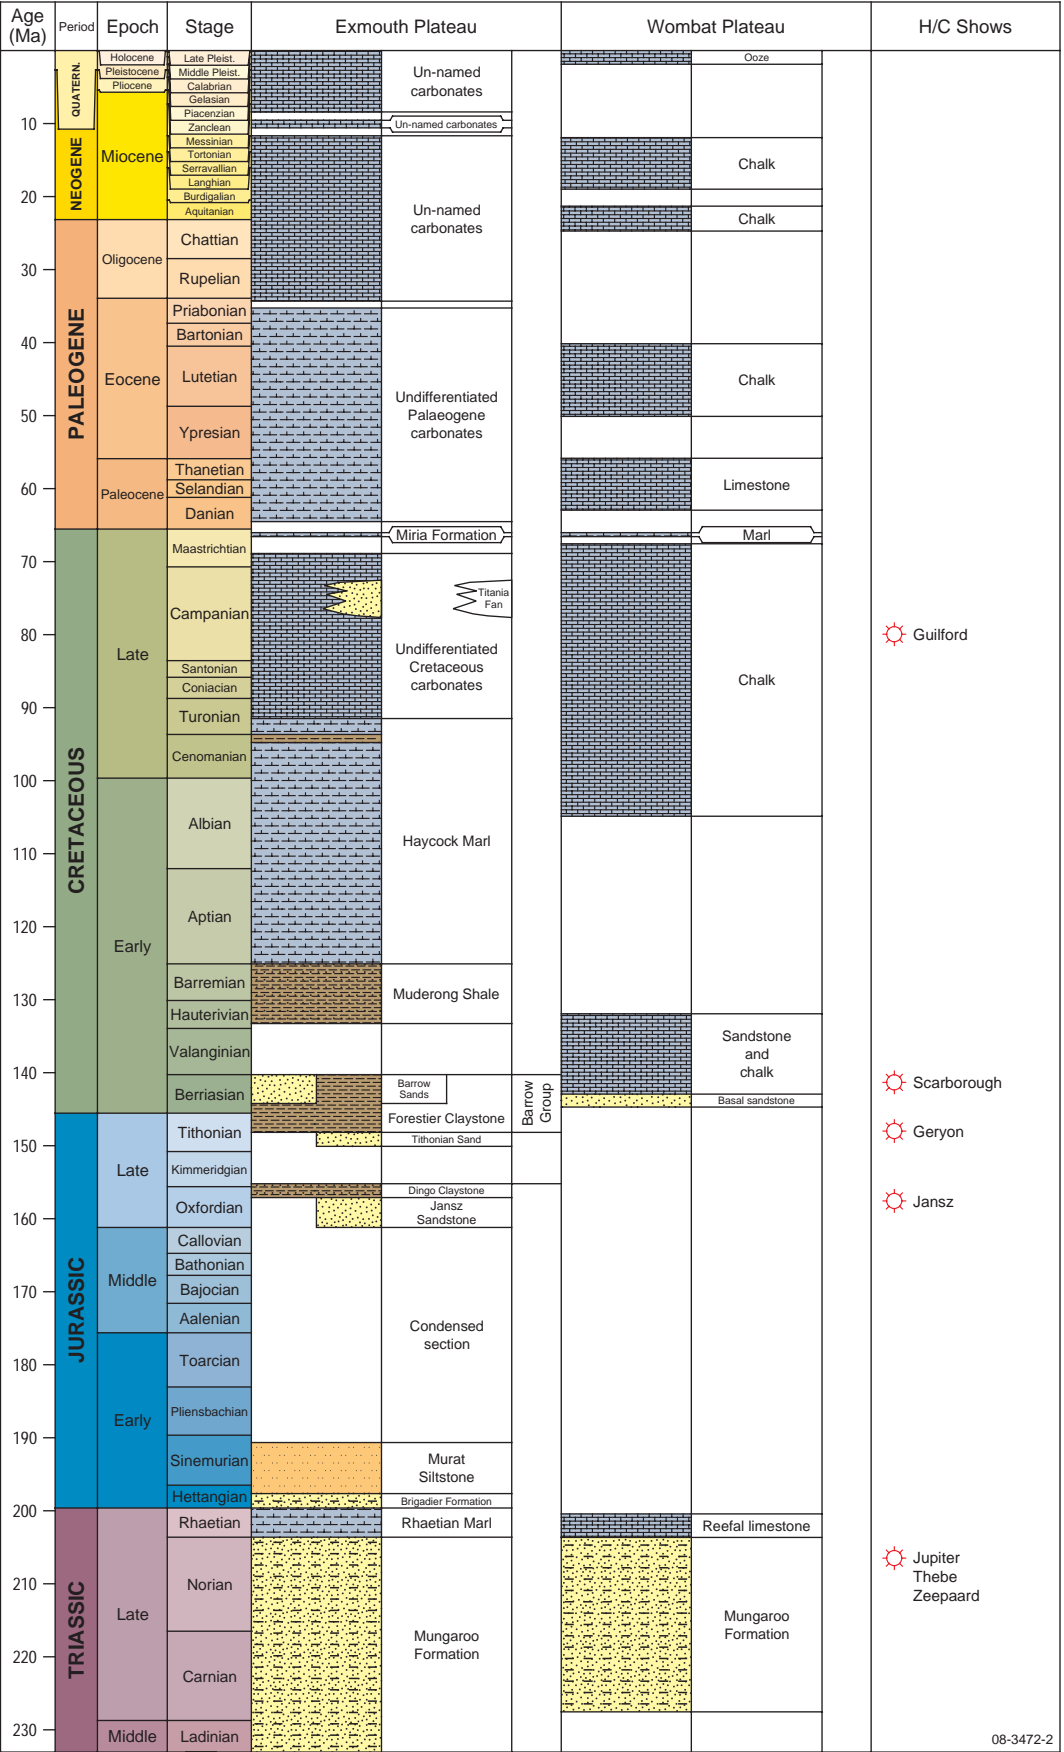 Age
(Ma)
Period
Epoch
Stage
Exmouth Plateau
Wombat Plateau
H/C Shows
10
20
30
40
50
60
70
80
90
100
110
120
130
140
150
160
170
180
190
200
210
220
230
QUATERN.
NEOGENE
PALEOGENE
CRETACEOUS
JURASSIC
TRIASSIC
Holocene
Pleistocene
Pliocene
Miocene
Oligocene
Eocene
Paleocene
Late
Early
Late
Middle
Early
Late
Middle
Late Pleist.
Middle Pleist.
Calabrian
Gelasian
Piacenzian
Zanclean
Messinian
Tortonian
Serravallian
Langhian
Burdigalian
Aquitanian
Chattian
Rupelian
Priabonian
Bartonian
Lutetian
Ypresian
Thanetian
Selandian
Danian
Maastrichtian
Campanian
Santonian
Coniacian
Turonian
Cenomanian
Albian
Aptian
Barremian
Hauterivian
Valanginian
Berriasian
Tithonian
Kimmeridgian
Oxfordian
Callovian
Bathonian
Bajocian
Aalenian
Toarcian
Pliensbachian
Sinemurian
Hettangian
Rhaetian
Norian
Carnian
Ladinian
Un-named
carbonates
Un-named carbonates
Un-named
carbonates
Undifferentiated
Palaeogene
carbonates
Miria Formation
Titania
Fan
Undifferentiated
Cretaceous
carbonates
Haycock Marl
Muderong Shale
Barrow
Sands
Forestier Claystone
Tithonian Sand
Dingo Claystone
Jansz
Sandstone
Condensed
section
Murat
Siltstone
Brigadier Formation
Rhaetian Marl
Mungaroo
Formation
Barrow
Group
Ooze
Chalk
Chalk
Chalk
Limestone
Marl
Chalk
Sandstone
and
chalk
Basal sandstone
Reefal limestone
Mungaroo
Formation
Guilford
Scarborough
Geryon
Jansz
Jupiter
Thebe
Zeepaard
08-3472-2